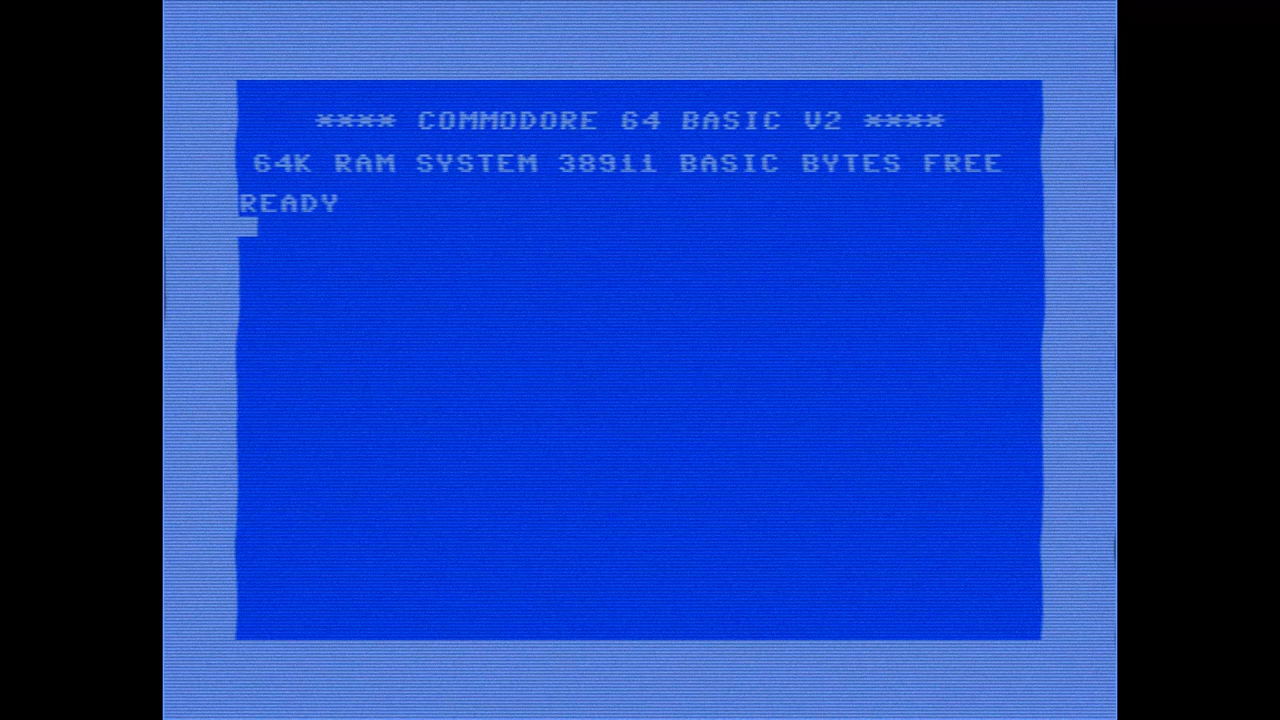 **** COMMODORE 64 BASIC V2 ****
64K RAM SYSTEM 38911 BASIC BYTES FREE
READY